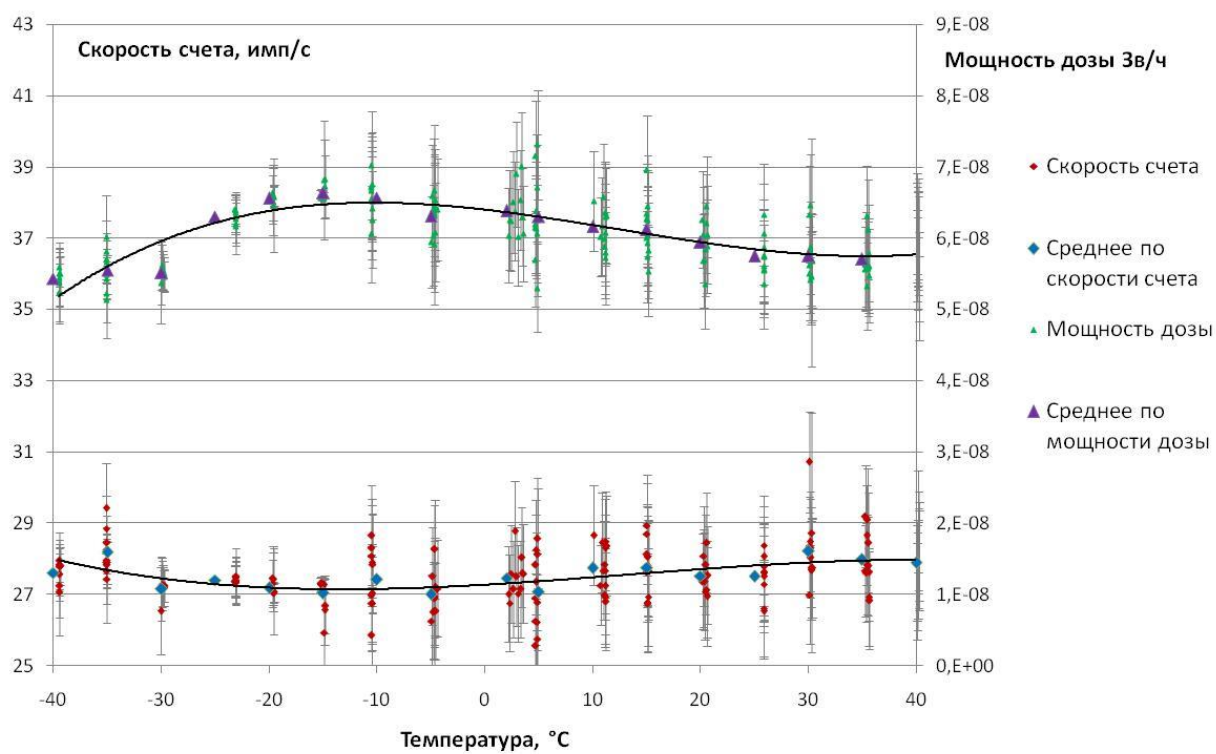 Скорость счета, имп/с
Мощность дозы Зв/ч
43
41
39
37
35
33
31
29
27
25
9,E-08
8,E-08
7,E-08
6,E-08
5,E-08
4,E-08
3,E-08
2,E-08
1,E-08
0,E+00
-40 -30 -20 -10 0 10 20 30 40
Температура, °С
Скорость счета
Среднее по
скорости счета
Мощность дозы
Среднее по
мощности дозы